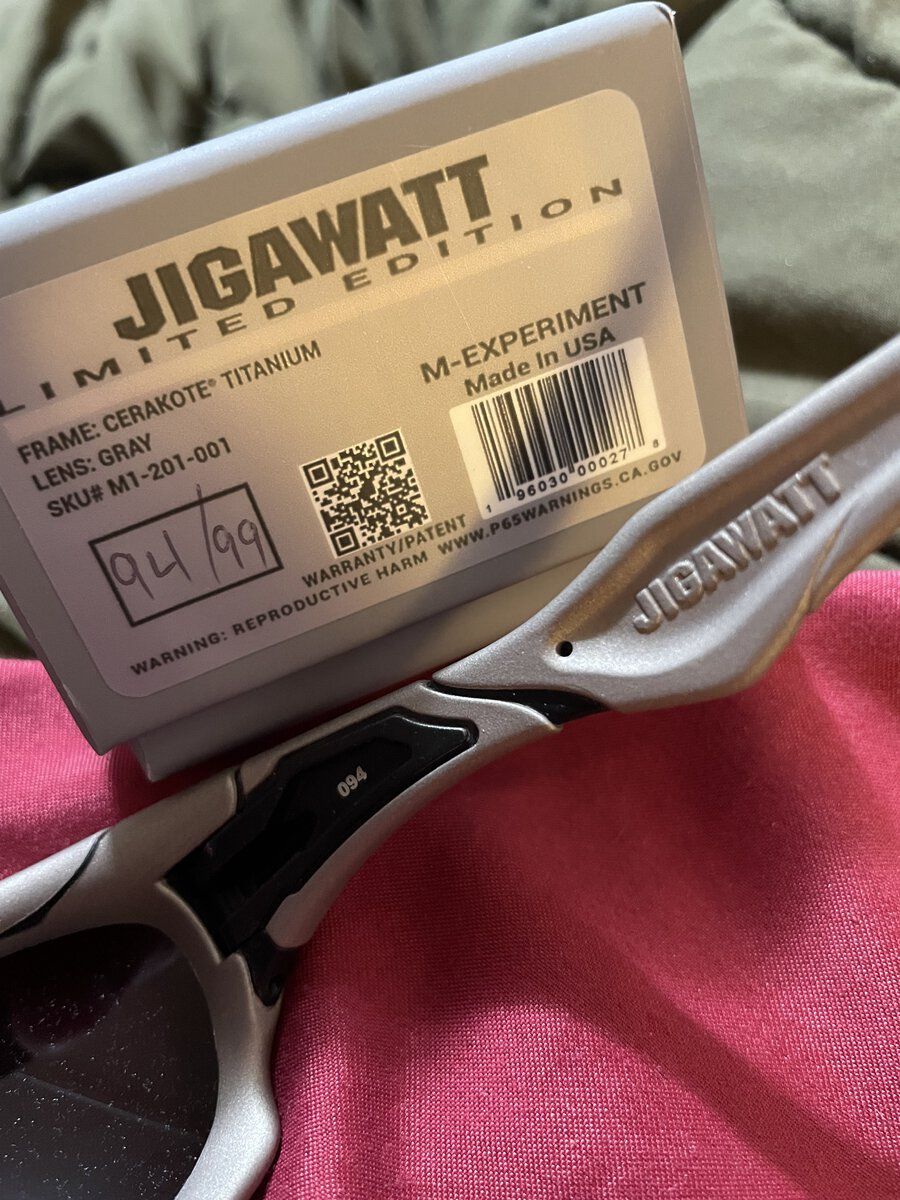 JIGAWATT
LIMITED EDITION
FRAME: CERAKOTE® TITANIUM
LENS: GRAY
SKU# M1-201-001
94/99
M-EXPERIMENT
Made In USA
1 96030 00027 8
WARRANTY/PATENT
WARNING: REPRODUCTIVE HARM WWW.P65WARNINGS.CA.GOV
JIGAWATT
094